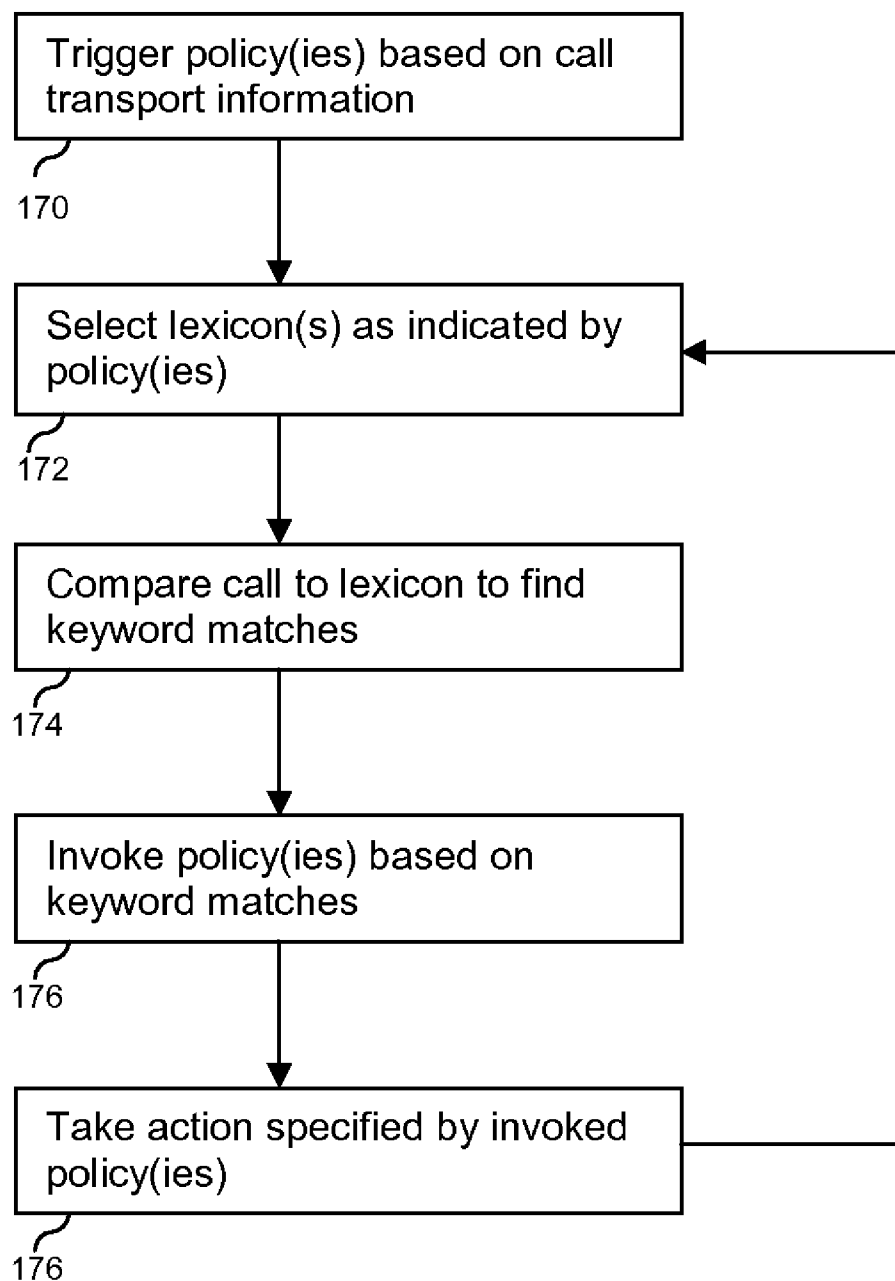 Trigger policy(ies) based on call
transport information
170
Select lexicon(s) as indicated by
policy(ies)
172
Compare call to lexicon to find
keyword matches
174
Invoke policy(ies) based on
keyword matches
176
Take action specified by invoked
policy(ies)
176